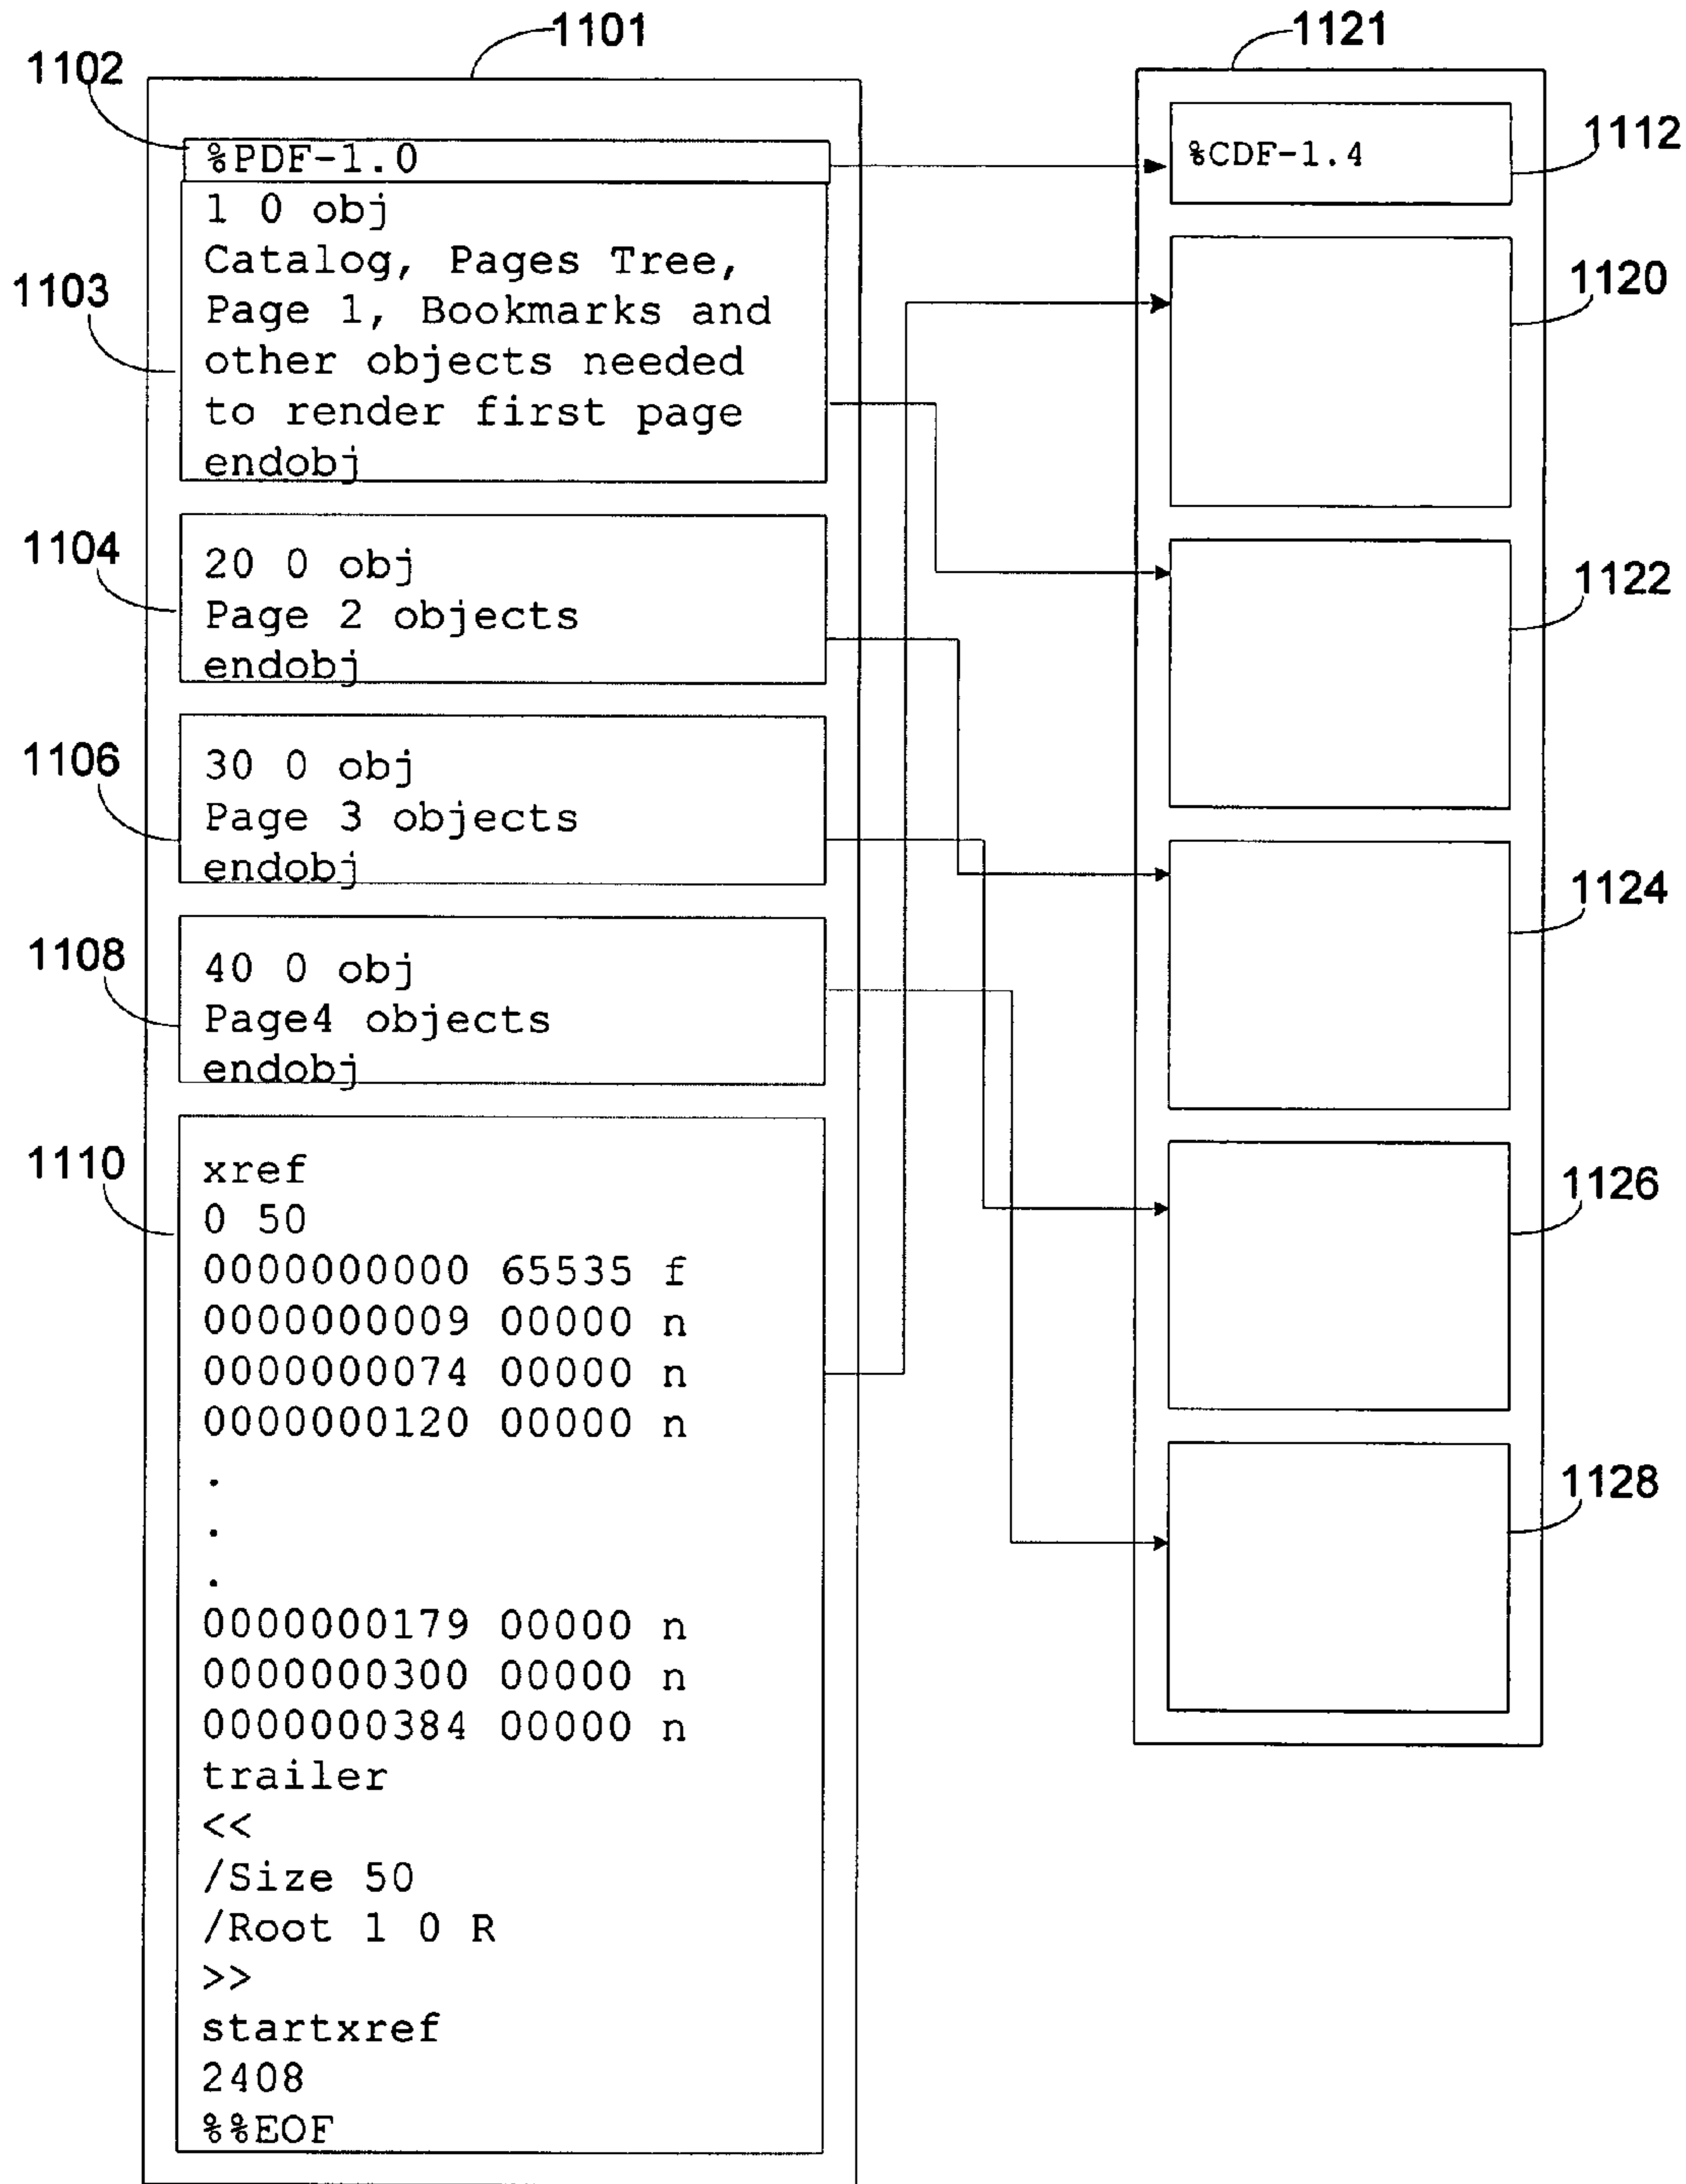 1101
1121
1102
1112
%PDF-1.0
%CDF-1.4
1103
1 0 obj
Catalog, Pages Tree,
Page 1, Bookmarks and
other objects needed
to render first page
endobj
1120
1104
20 0 obj
Page 2 objects
endobj
1122
1106
30 0 obj
Page 3 objects
endobj
1124
1108
40 0 obj
Page4 objects
endobj
1110
xref
0 50
0000000000 65535 f
0000000009 00000 n
0000000074 00000 n
0000000120 00000 n
.
.
.
0000000179 00000 n
0000000300 00000 n
0000000384 00000 n
trailer
<<
/Size 50
/Root 1 0 R
>>
startxref
2408
%%EOF
1126
1128